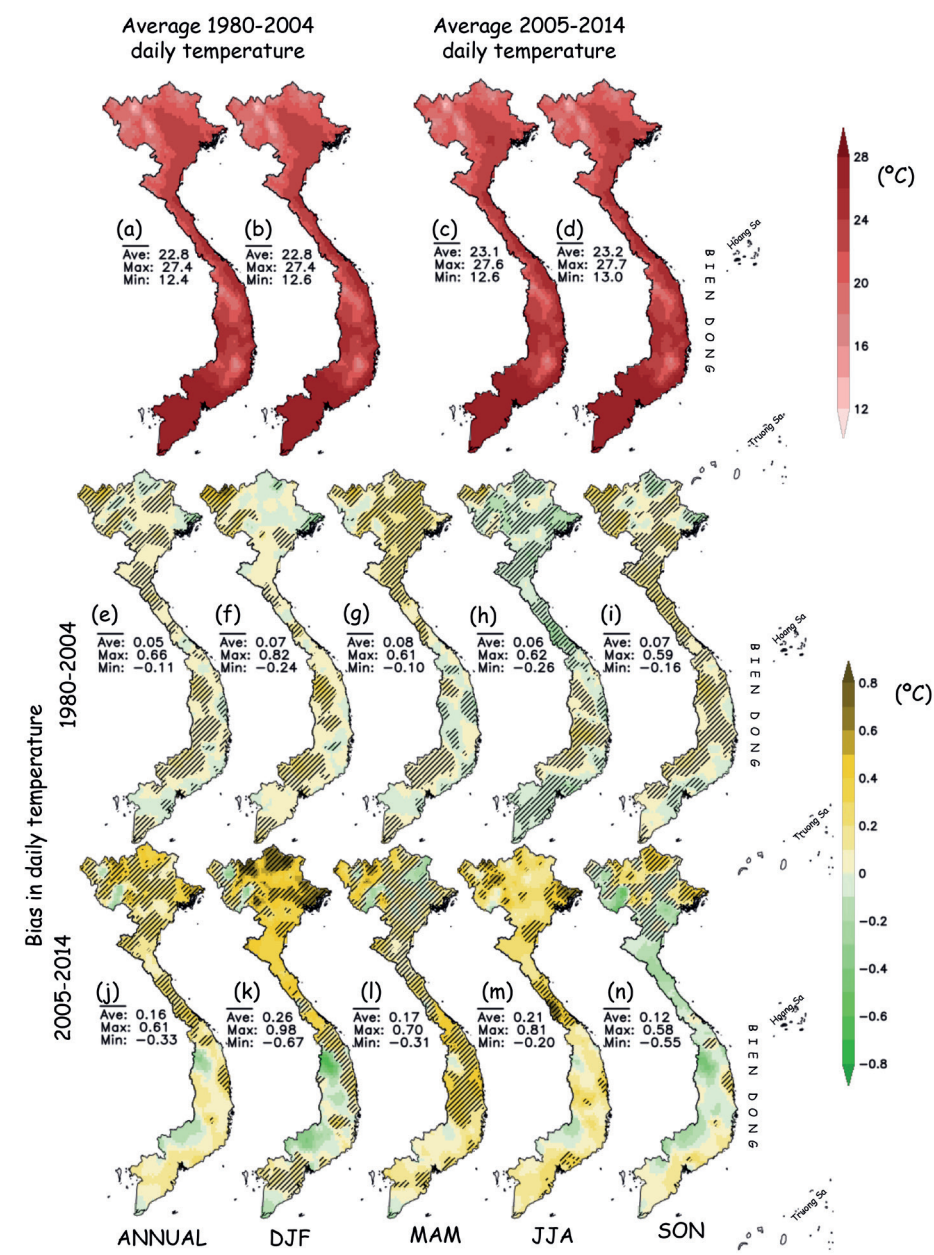 Average 1980-2004
daily temperature
Average 2005-2014
daily temperature
28
(ºC)
24
20
16
12
(a)
Ave: 22.8
Max: 27.4
Min: 12.4
(b)
Ave: 22.8
Max: 27.4
Min: 12.6
(c)
Ave: 23.1
Max: 27.6
Min: 12.6
(d)
Ave: 23.2
Max: 27.7
Min: 13.0
Hoang Sa
BIEN DONG
Truong Sa
Bias in daily temperature
1980-2004
(e)
Ave: 0.05
Max: 0.66
Min: -0.11
(f)
Ave: 0.07
Max: 0.82
Min: -0.24
(g)
Ave: 0.08
Max: 0.61
Min: -0.10
(h)
Ave: 0.06
Max: 0.62
Min: -0.26
(i)
Ave: 0.07
Max: 0.59
Min: -0.16
Hoang Sa
BIEN DONG
Truong Sa
0.8
(ºC)
0.6
0.4
0.2
0
-0.2
-0.4
-0.6
-0.8
2005-2014
(j)
Ave: 0.16
Max: 0.61
Min: -0.33
(k)
Ave: 0.26
Max: 0.98
Min: -0.67
(l)
Ave: 0.17
Max: 0.70
Min: -0.31
(m)
Ave: 0.21
Max: 0.81
Min: -0.20
(n)
Ave: 0.12
Max: 0.58
Min: -0.55
Hoang Sa
BIEN DONG
Truong Sa
ANNUAL
DJF
MAM
JJA
SON